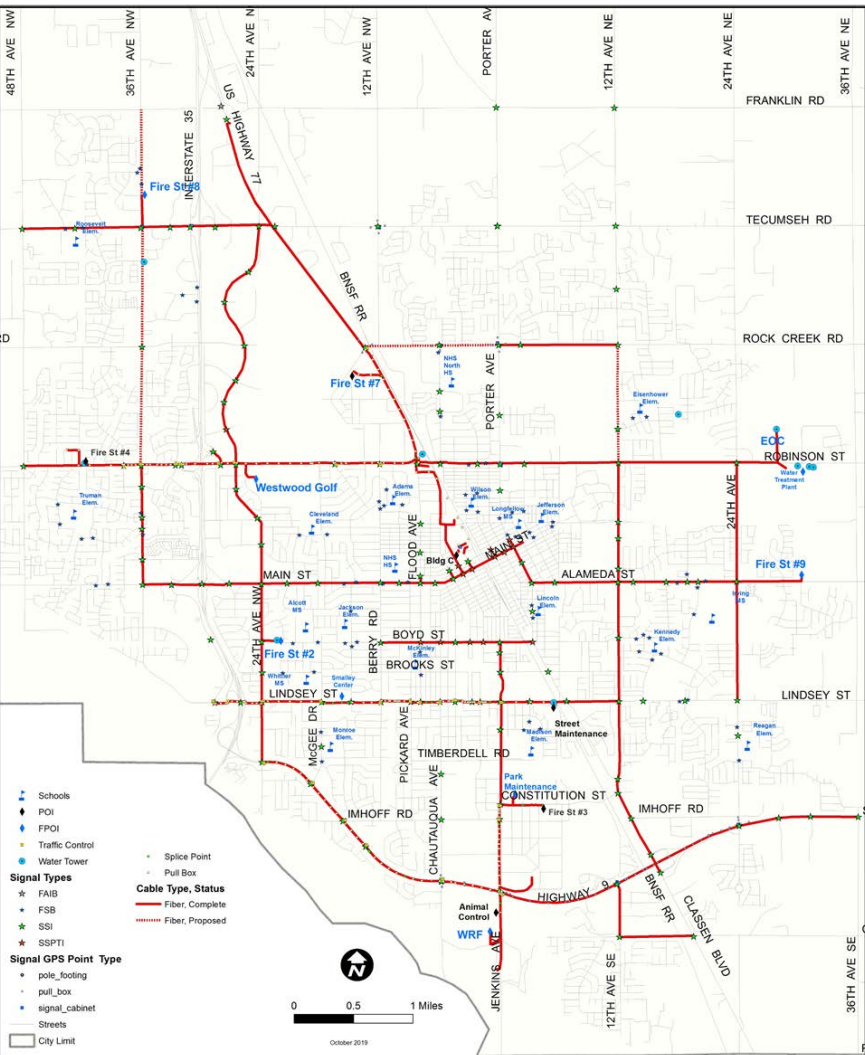 48TH AVE NW
36TH AVE NW
24TH AVE N
12TH AVE NW
PORTER AV
12TH AVE NE
24TH AVE NE
36TH AVE NE
FRANKLIN RD
US HIGHWAY 77
INTERSTATE 35
Fire St #8
Roosevelt
Elem.
TECUMSEH RD
BNSF RR
RD
ROCK CREEK RD
NHS
North
HS
PORTER AVE
Fire St #7
Eisenhower
Elem.
EOC
Fire St #4
ROBINSON ST
Water
Treatment
Plant
Westwood Golf
Truman
Elem.
Adams
Elem.
Wilson
Elem.
Cleveland
Elem.
Longfellow
MS
Jefferson
Elem.
24TH AVE
FLOOD AVE
MAIN ST
Bldg C
NHS
HS
Fire St #9
MAIN ST
ALAMEDA ST
Irving
MS
24TH AVE NW
Alcott
MS
Jackson
Elem.
Lincoln
Elem.
BERRY RD
BOYD ST
Kennedy
Elem.
Fire St #2
McKinley
Elem.
BROOKS ST
Whittier
MS
Smalley
Center
LINDSEY ST
LINDSEY ST
McGEE DR
PICKARD AVE
Street
Maintenance
Monroe
Elem.
Madison
Elem.
Reagan
Elem.
TIMBERDELL RD
CHAUTAUQUA AVE
Park
Maintenance
CONSTITUTION ST
Fire St #3
IMHOFF RD
IMHOFF RD
HIGHWAY 9
BNSF RR
CLASSEN BLVD
Animal
Control
WRF
JENKINS AVE
12TH AVE SE
36TH AVE SE
Schools
POI
FPOI
Traffic Control
Water Tower
Signal Types
FAIB
FSB
SSI
SSPTI
Signal GPS Point Type
pole_footing
pull_box
signal_cabinet
Streets
City Limit
Splice Point
Pull Box
Cable Type, Status
Fiber, Complete
Fiber, Proposed
N
0 0.5 1 Miles
October 2019